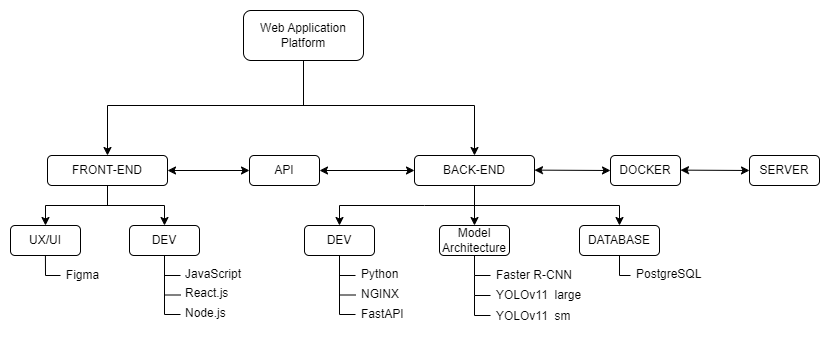 Web Application
Platform
FRONT-END
API
BACK-END
DOCKER
SERVER
UX/UI
DEV
DEV
Model
Architecture
DATABASE
Figma
JavaScript
React.js
Node.js
Python
NGINX
FastAPI
Faster R-CNN
YOLOv11 large
YOLOv11 sm
PostgreSQL